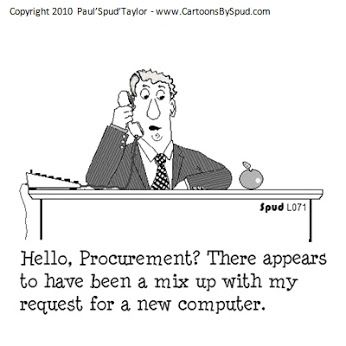 Copyright 2010 Paul'Spud'Taylor - www.CartoonsBySpud.com
Spud L071
Hello, Procurement? There appears
to have been a mix up with my
request for a new computer.